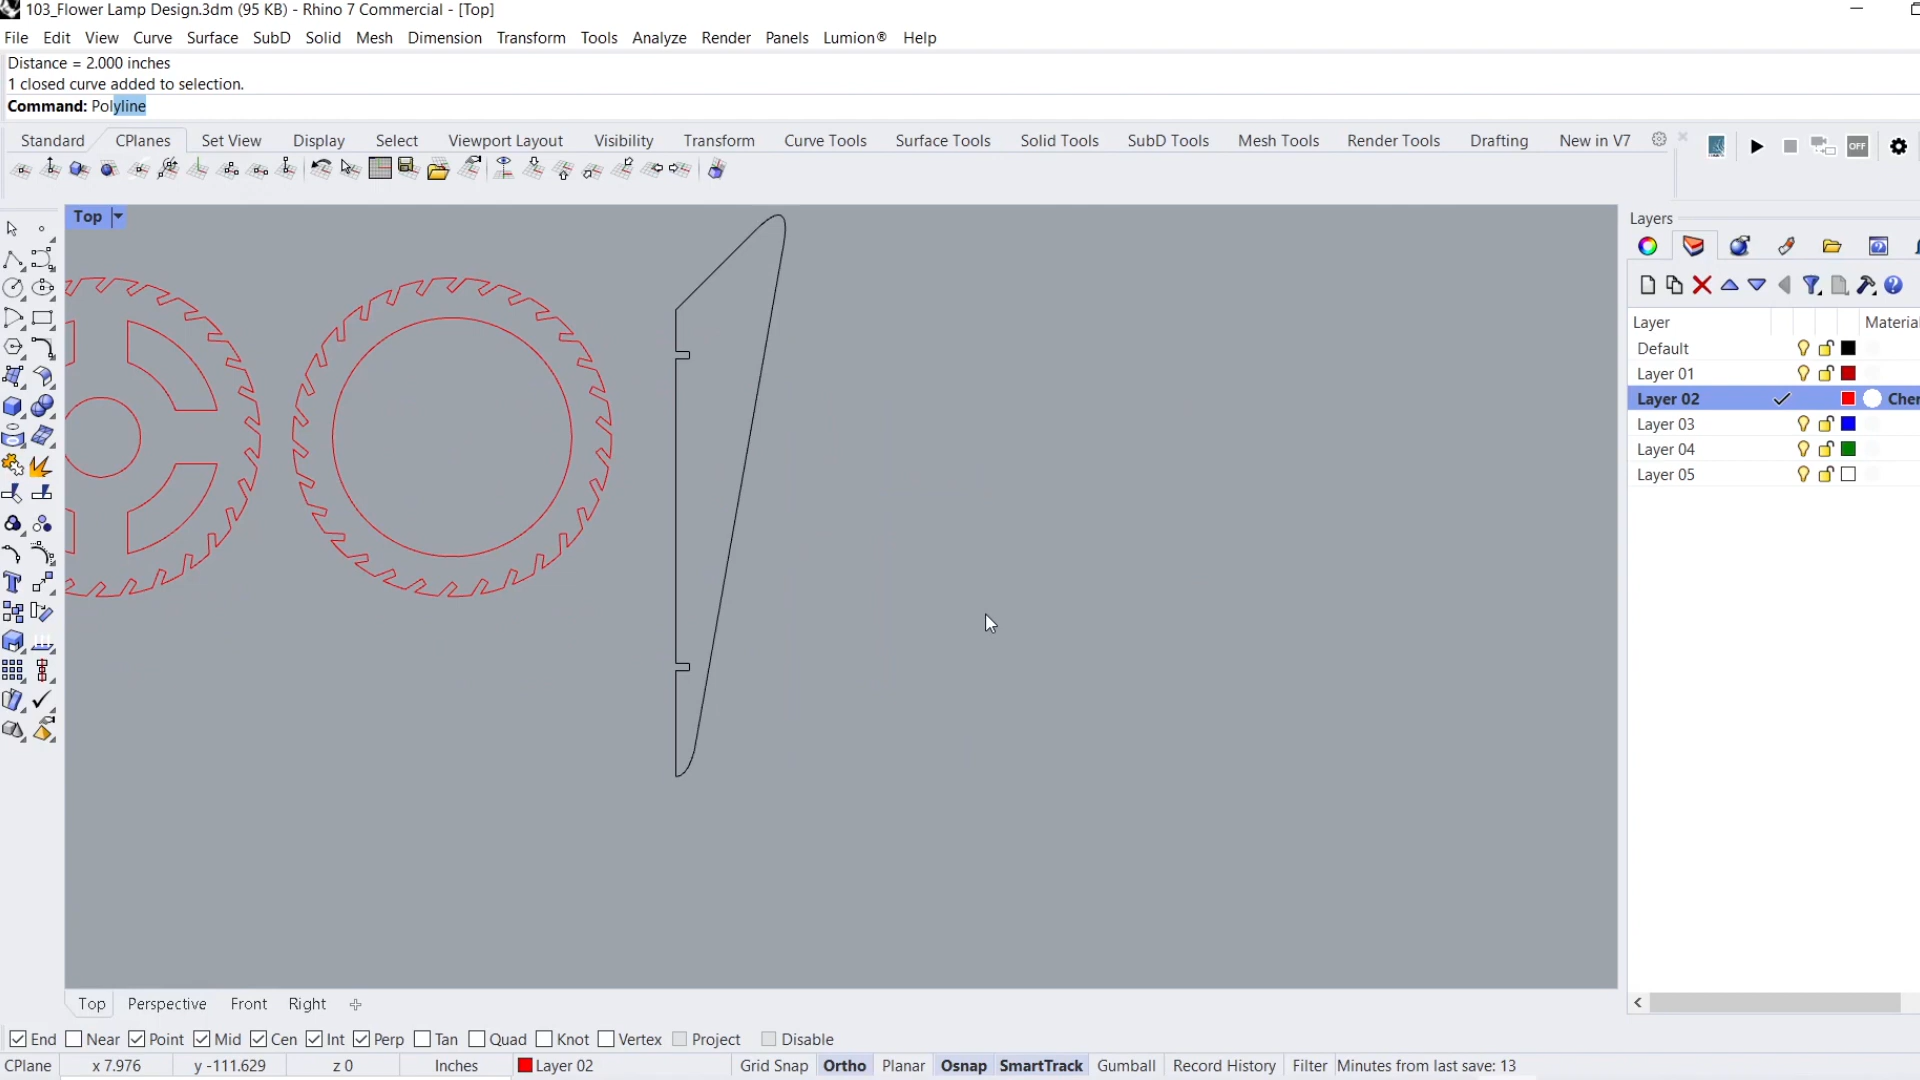 103_Flower Lamp Design.3dm (95 KB) - Rhino 7 Commercial - [Top]
File Edit View Curve Surface SubD Solid Mesh Dimension Transform Tools Analyze Render Panels Lumion® Help
Distance = 2.000 inches
1 closed curve added to selection.
Command: Polyline
Standard CPlanes Set View Display Select Viewport Layout Visibility Transform Curve Tools Surface Tools Solid Tools SubD Tools Mesh Tools Render Tools Drafting New in V7
OFF
Top
Layers
Layer Material
Default
Layer 01
Layer 02 Cher
Layer 03
Layer 04
Layer 05
Top Perspective Front Right
End Near Point Mid Cen Int Perp Tan Quad Knot Vertex Project Disable
CPlane x 7.976 y -111.629 z 0 Inches Layer 02 Grid Snap Ortho Planar Osnap SmartTrack Gumball Record History Filter Minutes from last save: 13